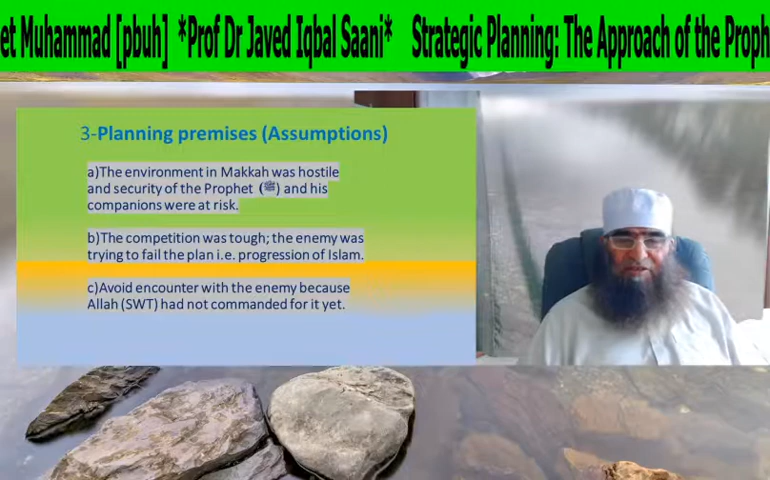 et Muhammad [pbuh] *Prof Dr Javed Iqbal Saani* Strategic Planning: The Approach of the Proph
3-Planning premises (Assumptions)
a)The environment in Makkah was hostile
and security of the Prophet (ﷺ) and his
companions were at risk.
b)The competition was tough; the enemy was
trying to fail the plan i.e. progression of Islam.
c)Avoid encounter with the enemy because
Allah (SWT) had not commanded for it yet.